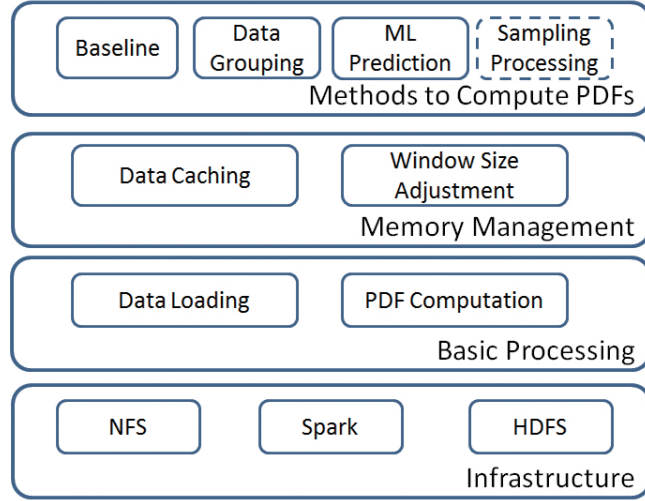 Baseline
Data
Grouping
ML
Prediction
Sampling
Processing
Methods to Compute PDFs
Data Caching
Window Size
Adjustment
Memory Management
Data Loading
PDF Computation
Basic Processing
NFS
Spark
HDFS
Infrastructure